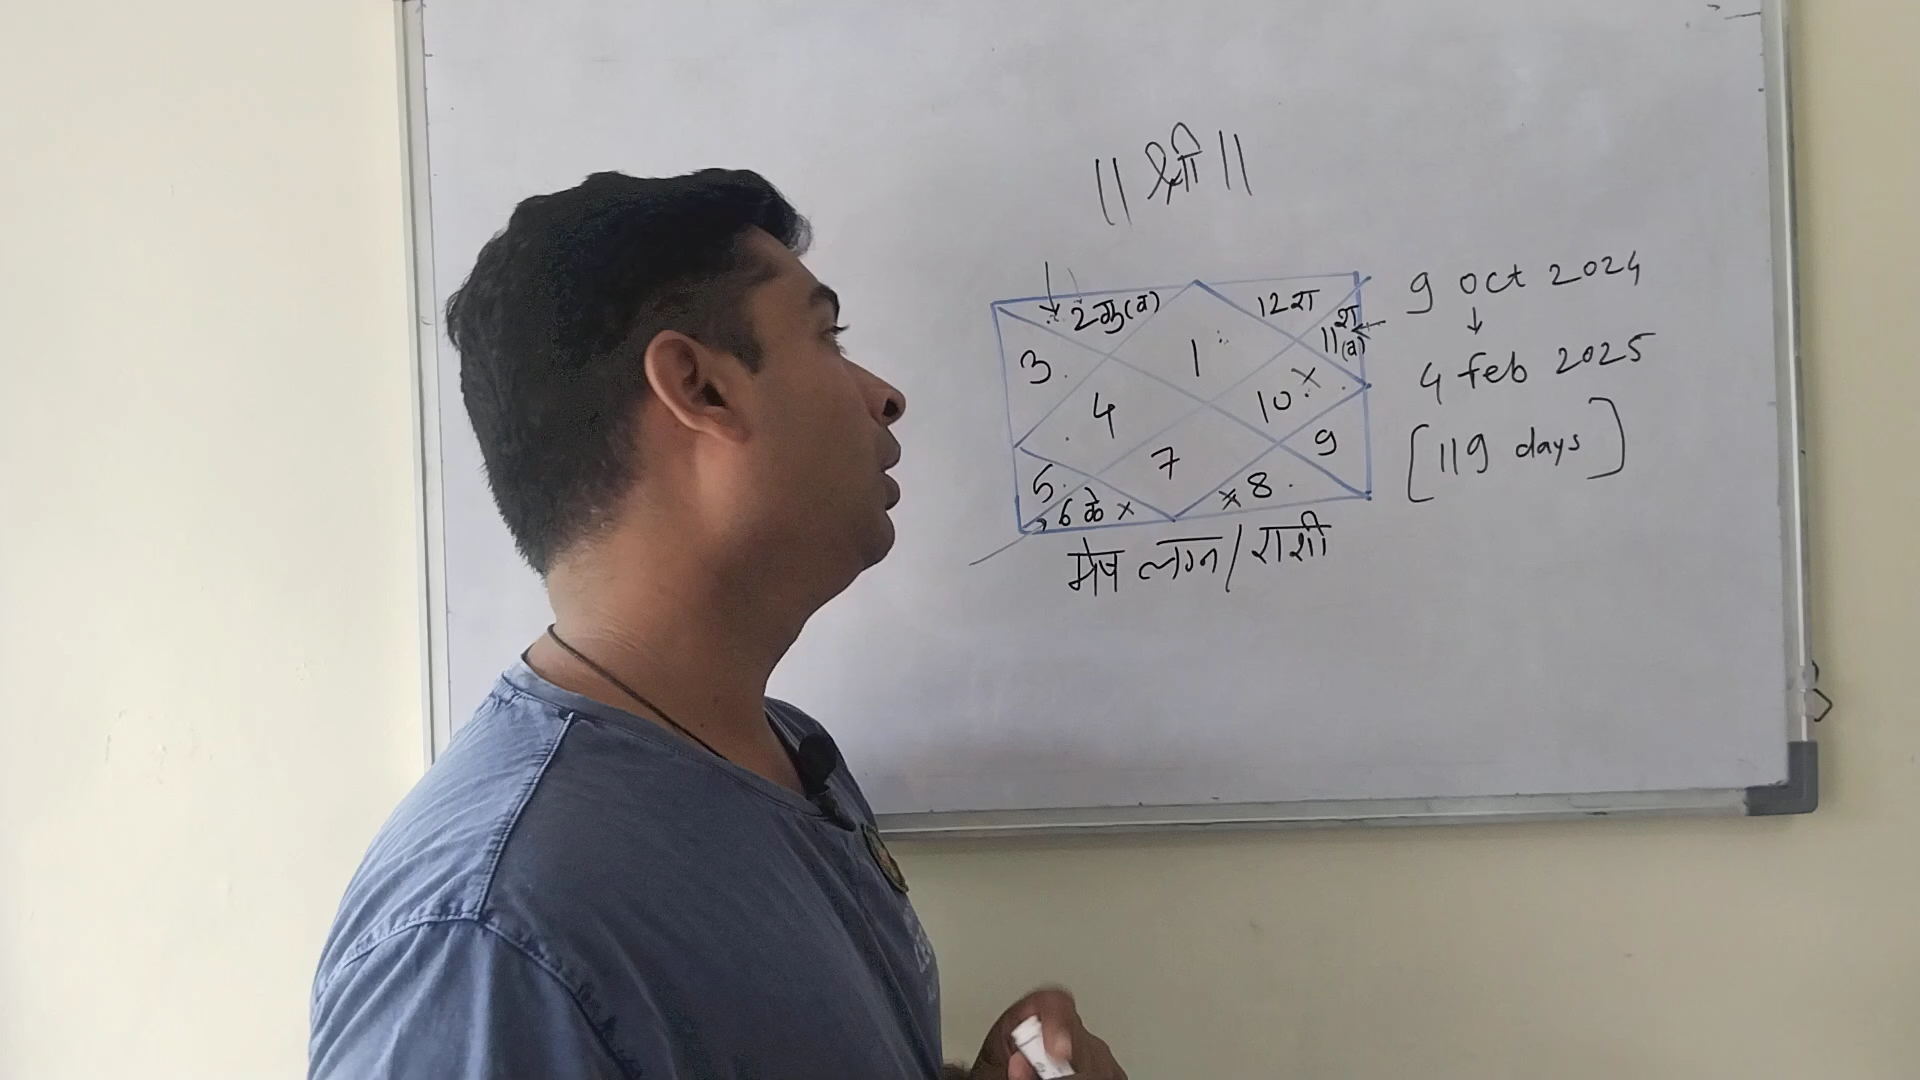 || श्री ||
2 गु(व)
12 रा
श
11 (व)
3
1
4
10 x
7
9
5
6 के x
x 8
मेष लग्न / राशी
9 Oct 2024
↓
4 feb 2025
[119 days]